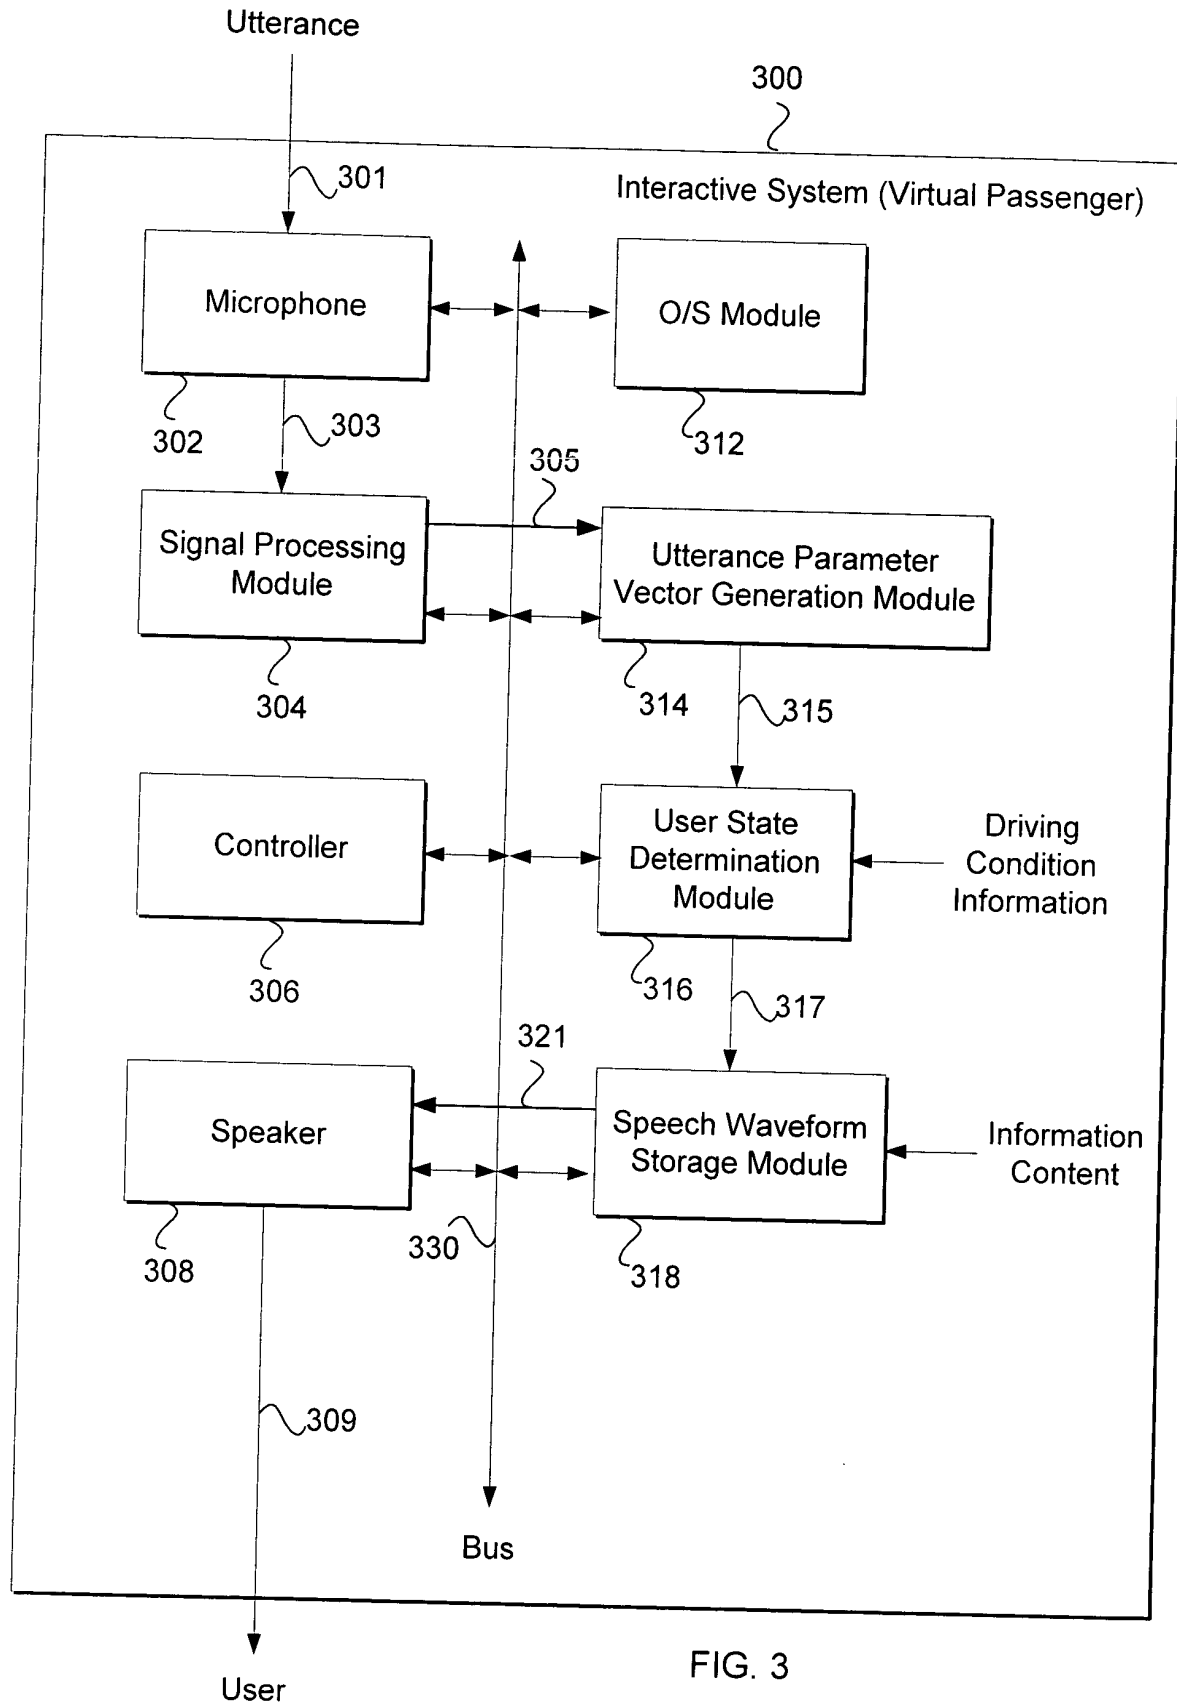 Utterance
300
301
Interactive System (Virtual Passenger)
Microphone
O/S Module
302
303
312
305
Signal Processing
Module
Utterance Parameter
Vector Generation Module
304
314
315
Controller
User State
Determination
Module
Driving
Condition
Information
306
316
317
321
Speaker
Speech Waveform
Storage Module
Information
Content
308
330
318
309
Bus
User
FIG. 3